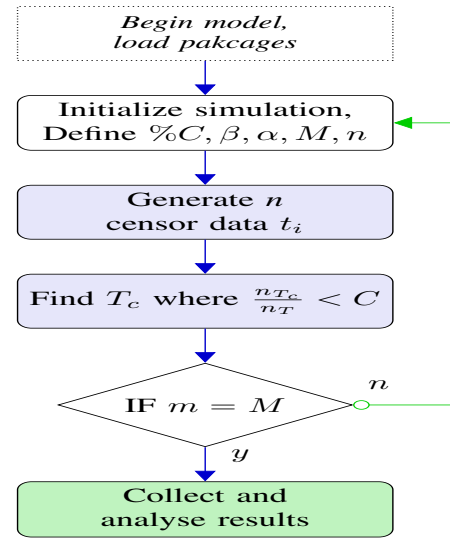 Begin model,
load pakcages
Initialize simulation,
Define %C, β, α, M, n
Generate n
censor data t_i
Find T_c where \frac{n_{T_c}}{n_T} < C
IF m = M
n
y
Collect and
analyse results